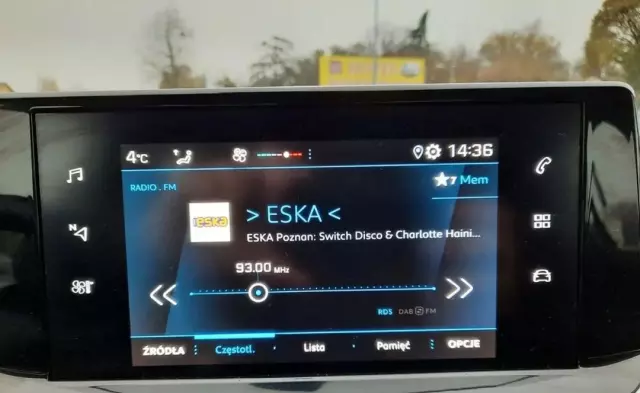 4°C 14:36
RADIO . FM
★7 Mem
eska
> ESKA <
ESKA Poznan: Switch Disco & Charlotte Haini...
93.00 MHz
RDS DAB FM
ŹRÓDŁA Częstotl. Lista Pamięć OPCJE
N